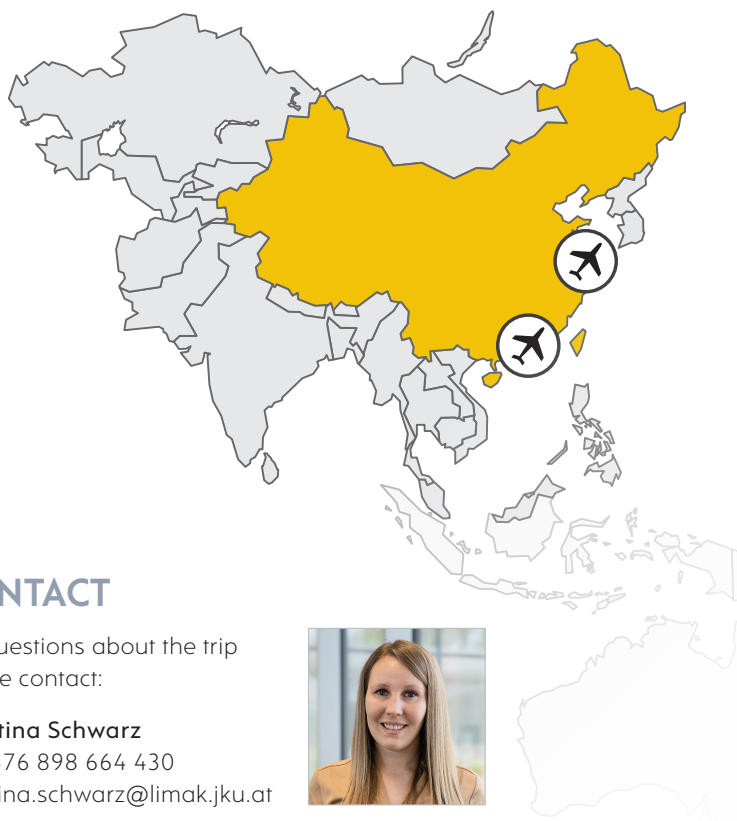 NTACT
uestions about the trip
e contact:
tina Schwarz
76 898 664 430
ina.schwarz@limak.jku.at